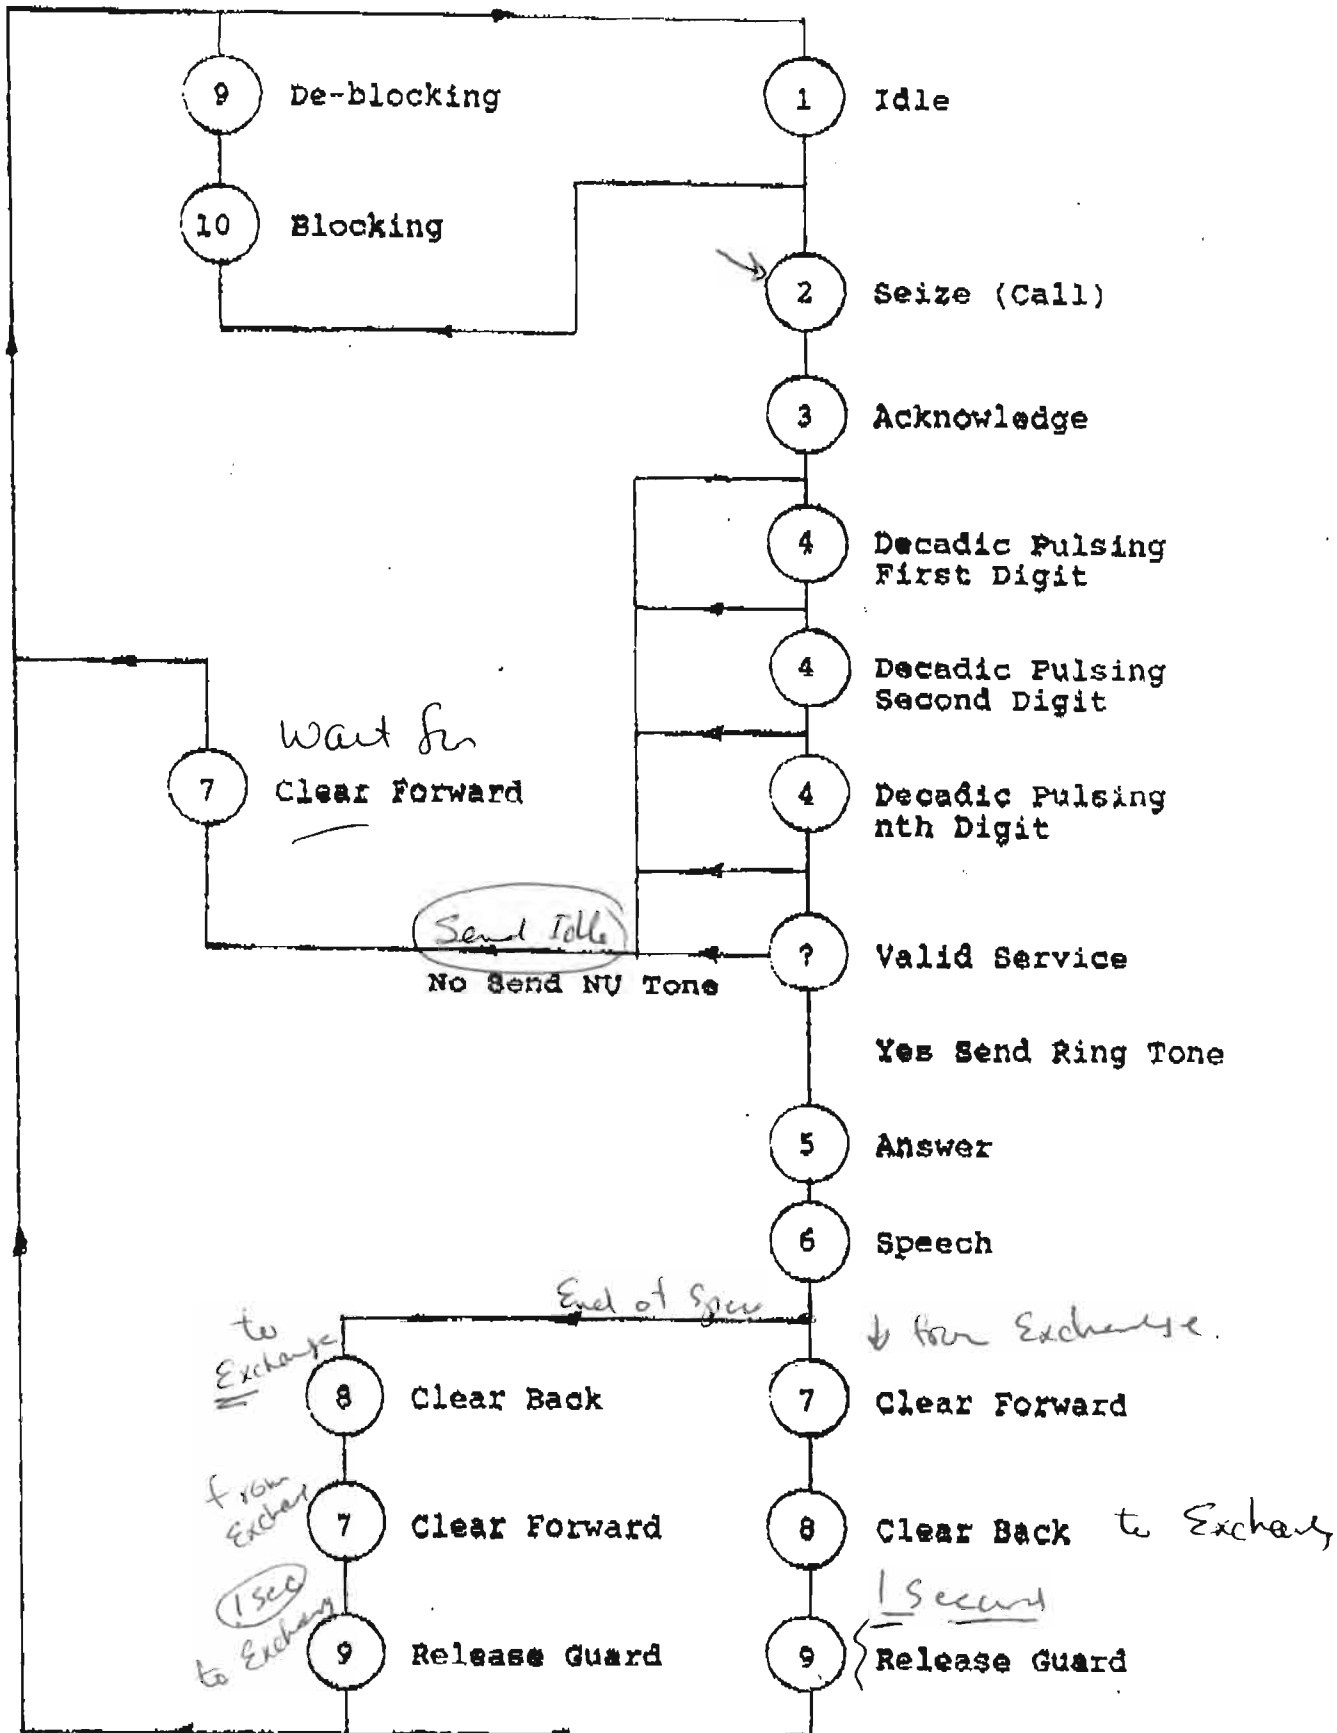 9 De-blocking
1 Idle
10 Blocking
2 Seize (Call)
3 Acknowledge
4 Decadic Pulsing
First Digit
4 Decadic Pulsing
Second Digit
Wait for
7 Clear Forward
4 Decadic Pulsing
nth Digit
Send Idle
? Valid Service
No Send NU Tone
Yes Send Ring Tone
5 Answer
6 Speech
End of
to
Exchange
from Exchange.
8 Clear Back
7 Clear Forward
from
Exchange
7 Clear Forward
8 Clear Back to Exchange
1 Sec
to Exchange
1 Second
9 Release Guard
9 Release Guard